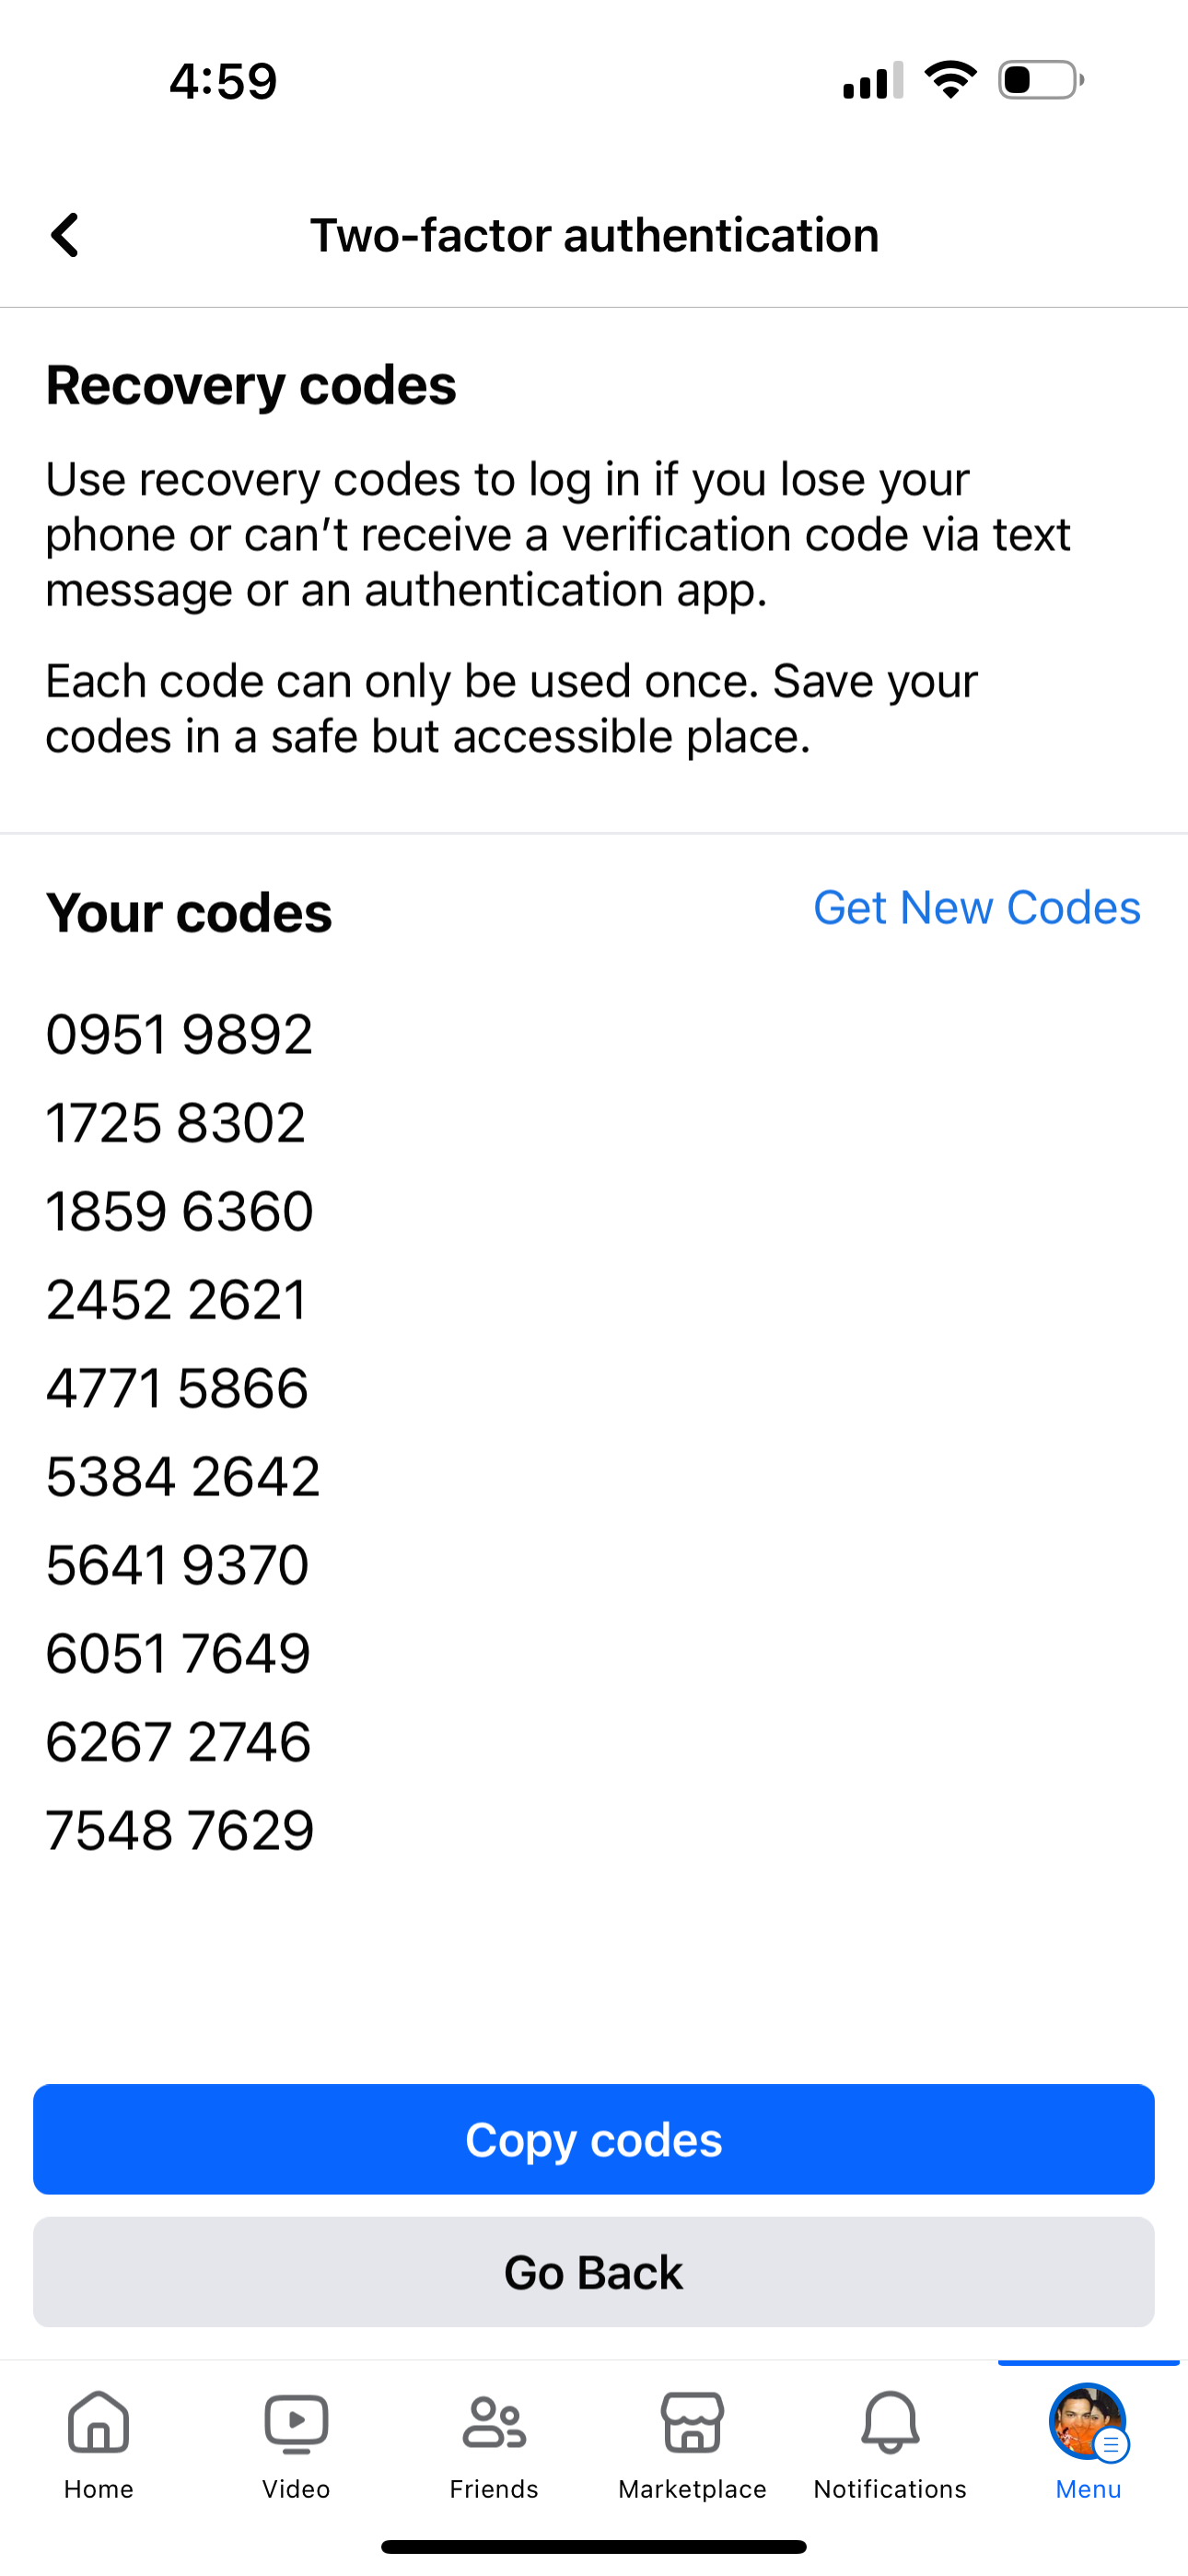 4:59
Two-factor authentication
Recovery codes
Use recovery codes to log in if you lose your
phone or can’t receive a verification code via text
message or an authentication app.
Each code can only be used once. Save your
codes in a safe but accessible place.
Your codes
Get New Codes
0951 9892
1725 8302
1859 6360
2452 2621
4771 5866
5384 2642
5641 9370
6051 7649
6267 2746
7548 7629
Copy codes
Go Back
Home
Video
Friends
Marketplace
Notifications
Menu